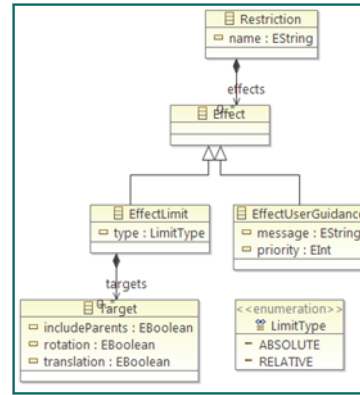 Restriction
name : EString
effects
0..*
Effect
EffectLimit
type : LimitType
EffectUserGuidance
message : EString
priority : EInt
targets
0..*
Target
includeParents : EBoolean
rotation : EBoolean
translation : EBoolean
<<enumeration>>
LimitType
ABSOLUTE
RELATIVE